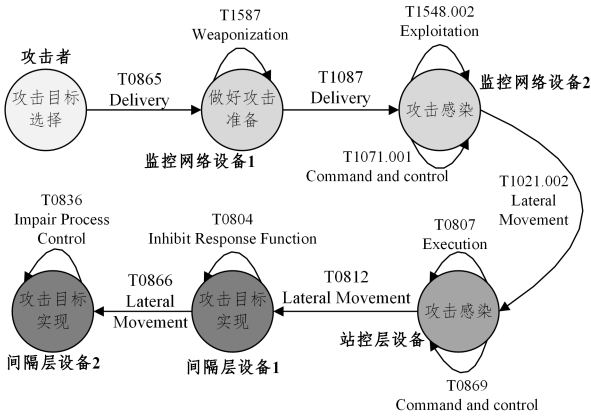 攻击者
攻击目标
选择
T0865
Delivery
T1587
Weaponization
做好攻击
准备
监控网络设备1
T1087
Delivery
T1548.002
Exploitation
攻击感染
监控网络设备2
T1071.001
Command and control
T1021.002
Lateral
Movement
T0807
Execution
攻击感染
站控层设备
T0869
Command and control
T0812
Lateral Movement
T0804
Inhibit Response Function
攻击目标
实现
间隔层设备1
T0866
Lateral
Movement
T0836
Impair Process
Control
攻击目标
实现
间隔层设备2